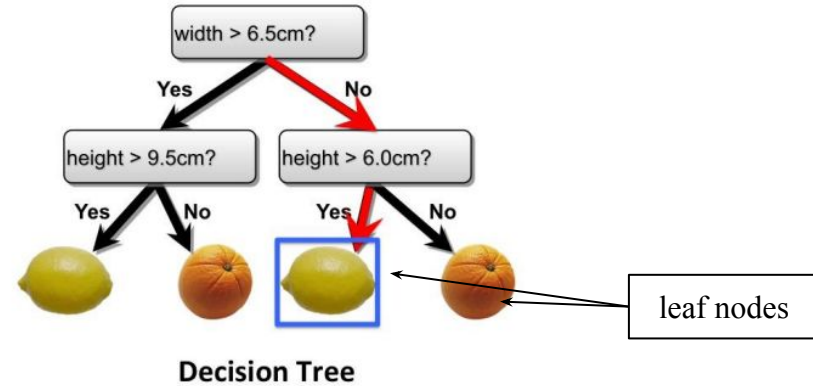 width > 6.5cm?
Yes
No
height > 9.5cm?
height > 6.0cm?
Yes
No
Yes
No
leaf nodes
Decision Tree